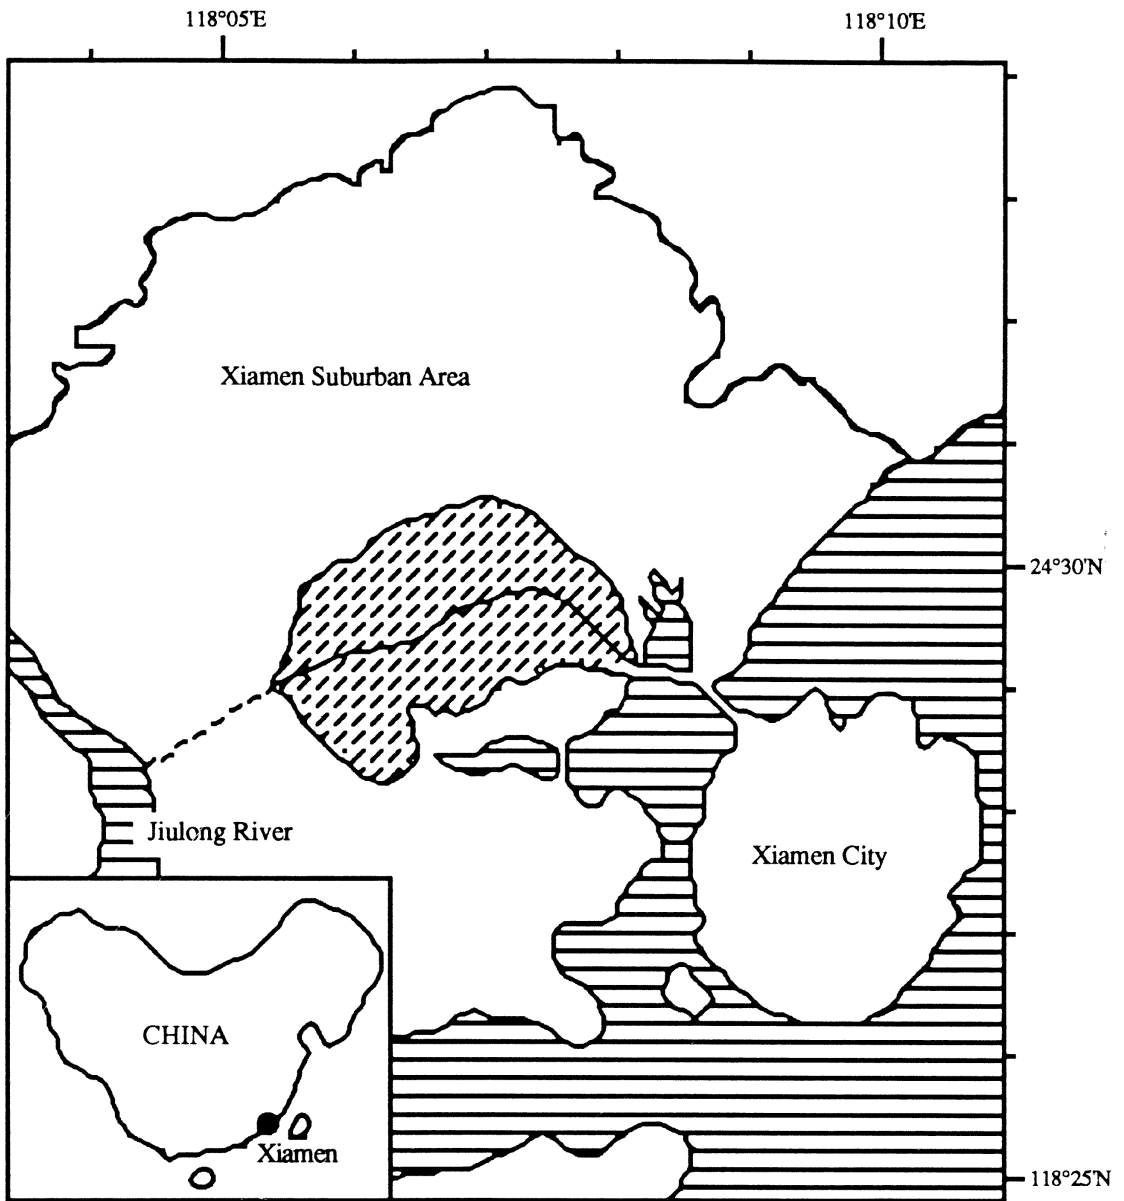 118°05'E
118°10'E
Xiamen Suburban Area
24°30'N
Jiulong River
Xiamen City
CHINA
Xiamen
118°25'N